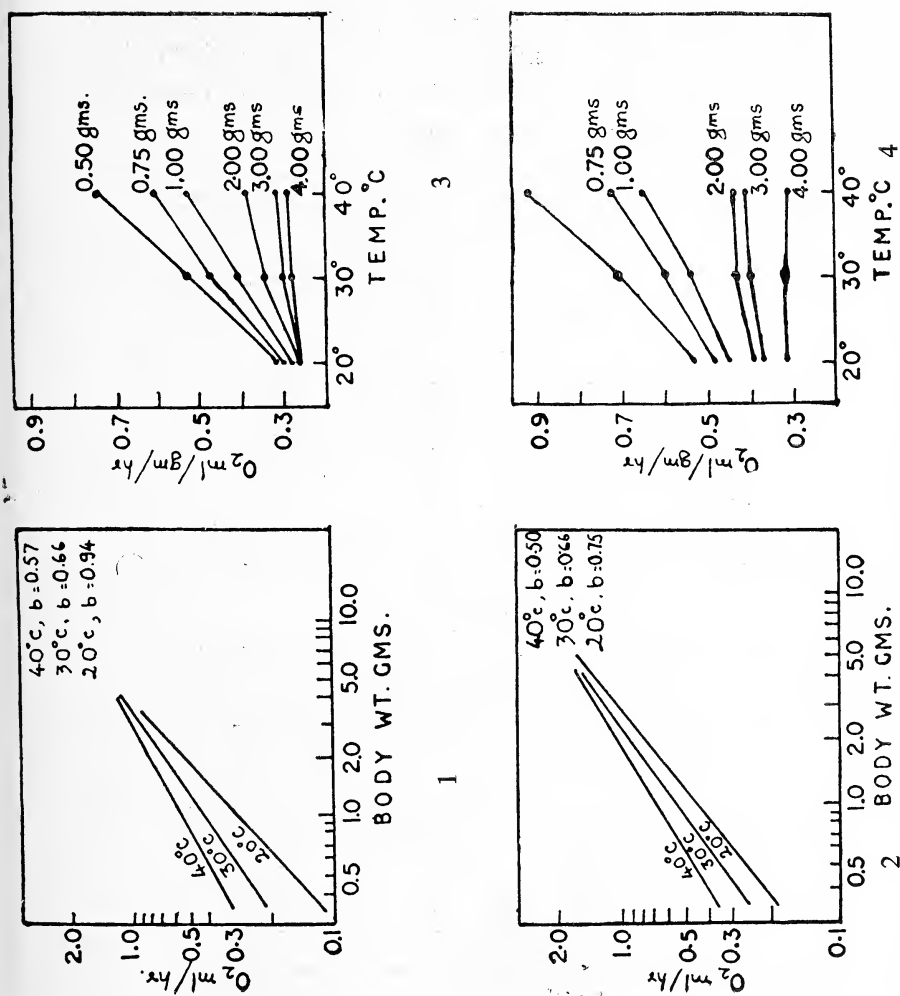 2.0
1.0
0.5
0.3
0.1
O₂ ml/hr.
40°c, b=0.57
30°c. b=0.66
20°c, b=0.94
40°c
30°c
20°c
0.5 1.0 2.0 5.0 10.0
BODY WT. GMS.
1
2.0
1.0
0.5
0.3
0.1
O₂ ml/hr
40°c, b=0.50
30°c. b=0.66
20°c. b=0.75
40°c
30°c
20°c
0.5 1.0 2.0 5.0 10.0
BODY WT. GMS.
2
0.9
0.7
0.5
0.3
O₂ ml/gm/hr
0.50 gms.
0.75 gms.
1.00 gms
2.00 gms
3.00 gms
4.00 gms
20° 30° 40°
TEMP.°C
3
0.9
0.7
0.5
0.3
O₂ ml/gm/hr
0.75 gms
1.00 gms
2.00 gms
3.00 gms
4.00 gms
20° 30° 40°
TEMP.°C
4